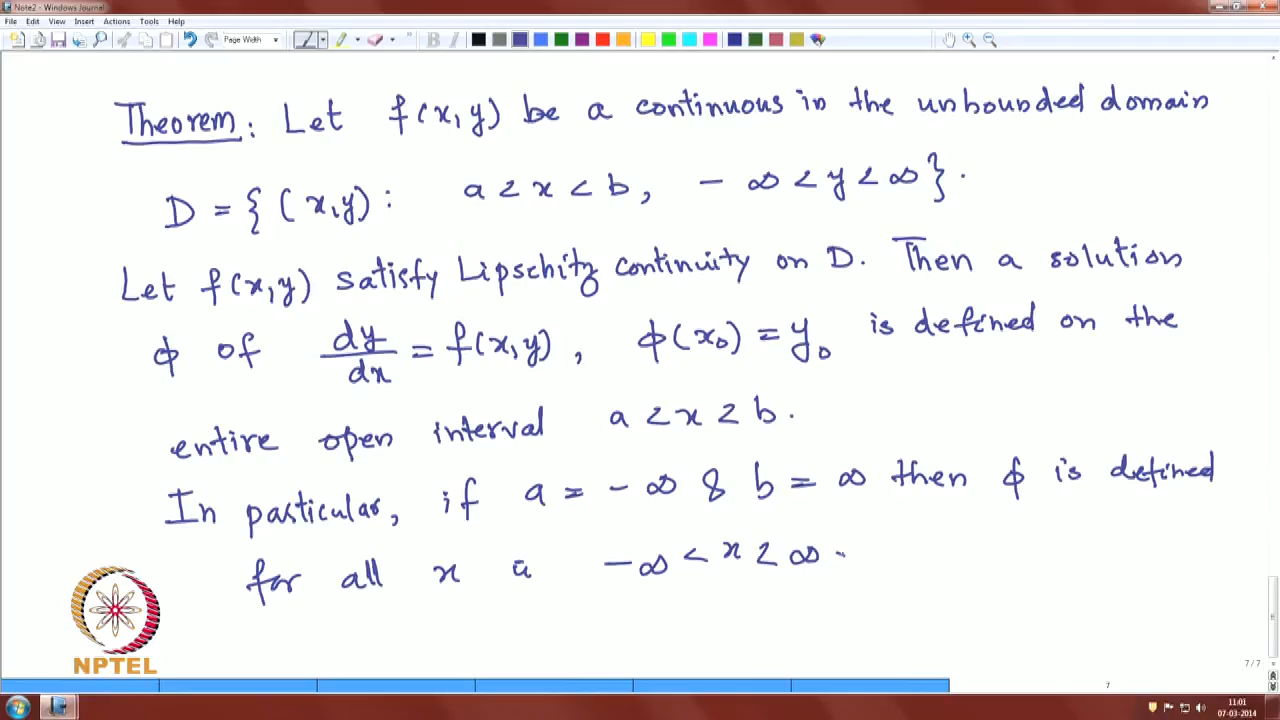 Note2 - Windows Journal
File Edit View Insert Actions Tools Help
Page Width
Theorem: Let f(x,y) be a continuous in the unbounded domain
D = {(x,y): a < x < b, - ∞ < y < ∞}.
Let f(x,y) satisfy Lipschitz continuity on D. Then a solution
φ of dy/dx = f(x,y), φ(x₀) = y₀ is defined on the
entire open interval a < x < b.
In particular, if a = - ∞ & b = ∞ then φ is defined
for all x in -∞ < x < ∞.
NPTEL
7/7
7
11:01
07-03-2014